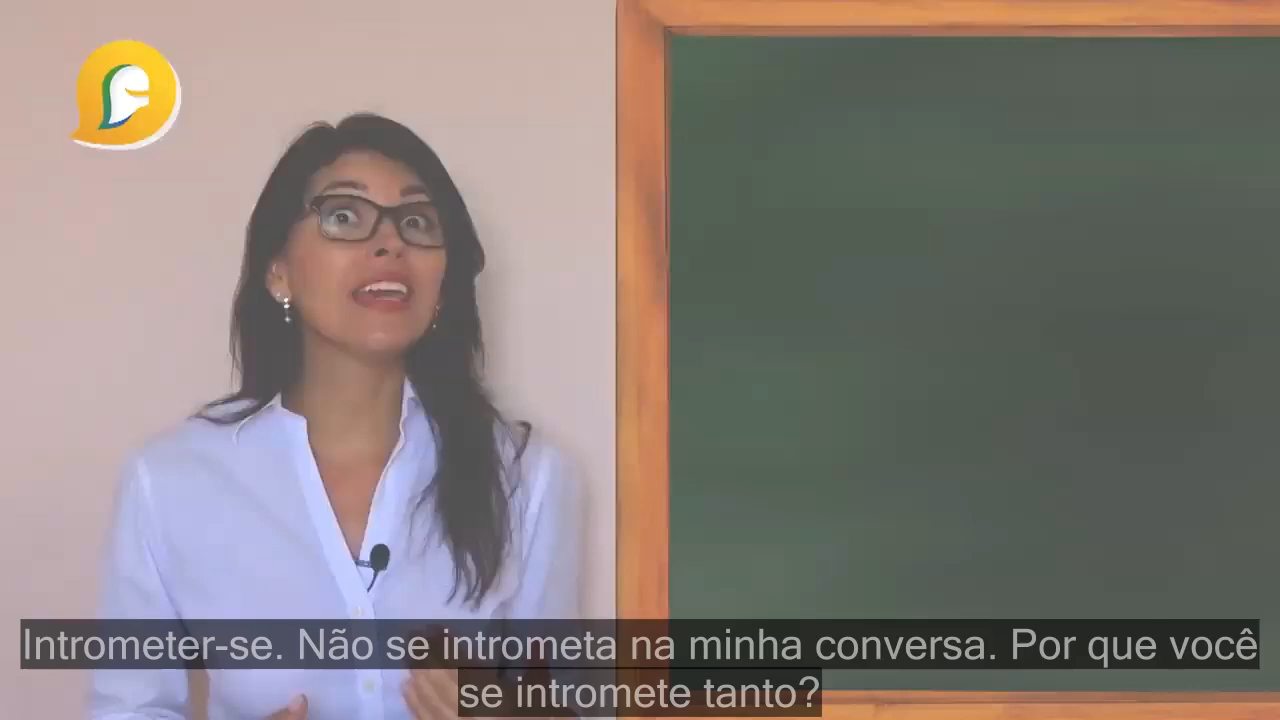 Intrometer-se. Não se intrometa na minha conversa. Por que você
se intromete tanto?